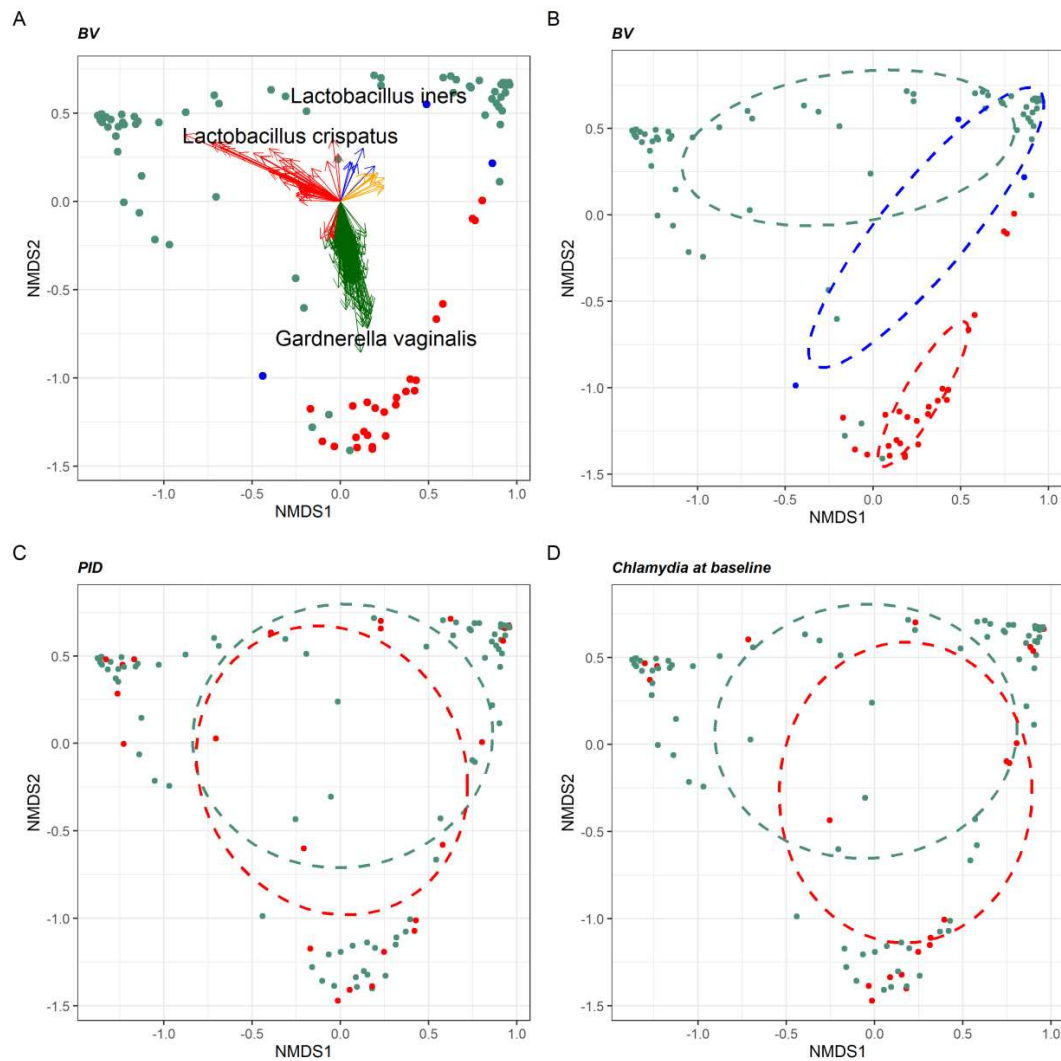 A
BV
Lactobacillus iners
Lactobacillus crispatus
Gardnerella vaginalis
NMDS2
0.5
0.0
-0.5
-1.0
-1.5
-1.0
-0.5
0.0
0.5
1.0
NMDS1
B
BV
NMDS2
0.5
0.0
-0.5
-1.0
-1.5
-1.0
-0.5
0.0
0.5
1.0
NMDS1
C
PID
NMDS2
0.5
0.0
-0.5
-1.0
-1.5
-1.0
-0.5
0.0
0.5
1.0
NMDS1
D
Chlamydia at baseline
NMDS2
0.5
0.0
-0.5
-1.0
-1.5
-1.0
-0.5
0.0
0.5
1.0
NMDS1